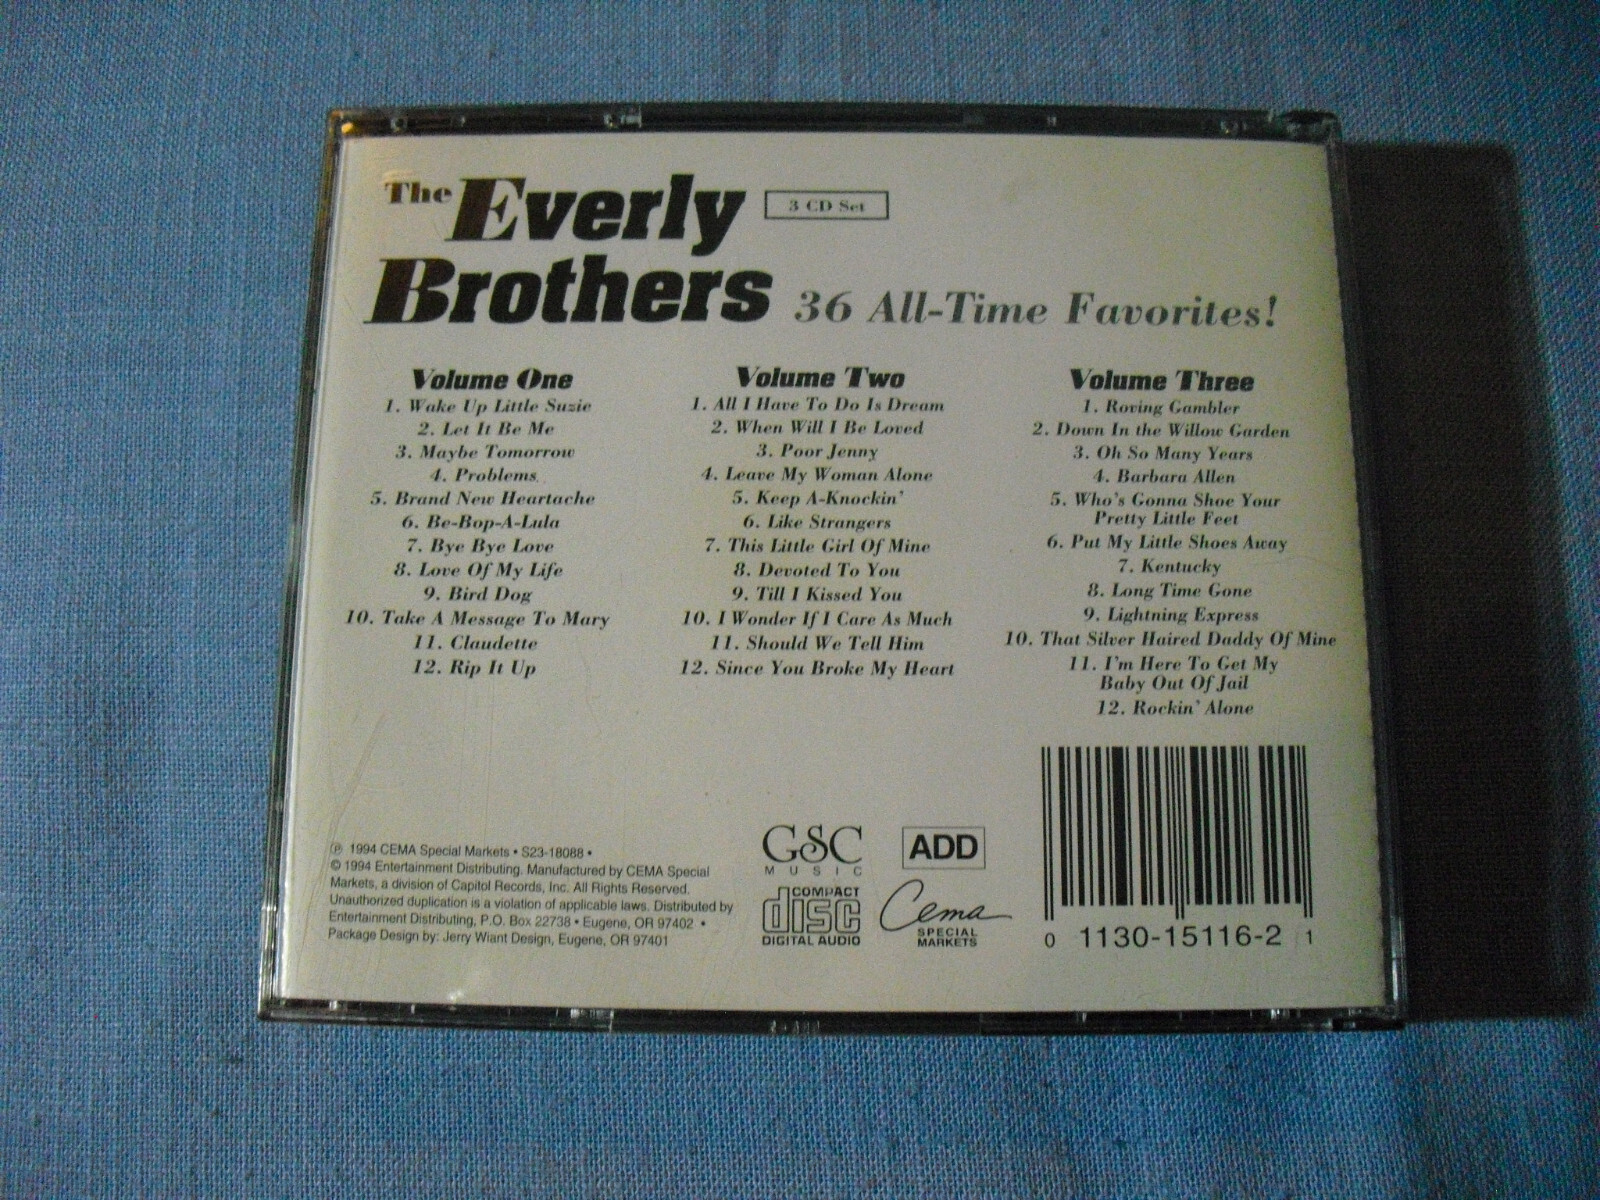 The Everly
Brothers
3 CD Set
36 All-Time Favorites!
Volume One
1. Wake Up Little Suzie
2. Let It Be Me
3. Maybe Tomorrow
4. Problems
5. Brand New Heartache
6. Be-Bop-A-Lula
7. Bye Bye Love
8. Love Of My Life
9. Bird Dog
10. Take A Message To Mary
11. Claudette
12. Rip It Up
Volume Two
1. All I Have To Do Is Dream
2. When Will I Be Loved
3. Poor Jenny
4. Leave My Woman Alone
5. Keep A-Knockin'
6. Like Strangers
7. This Little Girl Of Mine
8. Devoted To You
9. Till I Kissed You
10. I Wonder If I Care As Much
11. Should We Tell Him
12. Since You Broke My Heart
Volume Three
1. Roving Gambler
2. Down In the Willow Garden
3. Oh So Many Years
4. Barbara Allen
5. Who's Gonna Shoe Your
Pretty Little Feet
6. Put My Little Shoes Away
7. Kentucky
8. Long Time Gone
9. Lightning Express
10. That Silver Haired Daddy Of Mine
11. I'm Here To Get My
Baby Out Of Jail
12. Rockin' Alone
℗ 1994 CEMA Special Markets • S23-18088 •
© 1994 Entertainment Distributing. Manufactured by CEMA Special
Markets, a division of Capitol Records, Inc. All Rights Reserved.
Unauthorized duplication is a violation of applicable laws. Distributed by
Entertainment Distributing, P.O. Box 22738 • Eugene, OR 97402 •
Package Design by: Jerry Wiant Design, Eugene, OR 97401
GSC
MUSIC
COMPACT
disc
DIGITAL AUDIO
ADD
Cema
SPECIAL
MARKETS
0 1130-15116-2 1